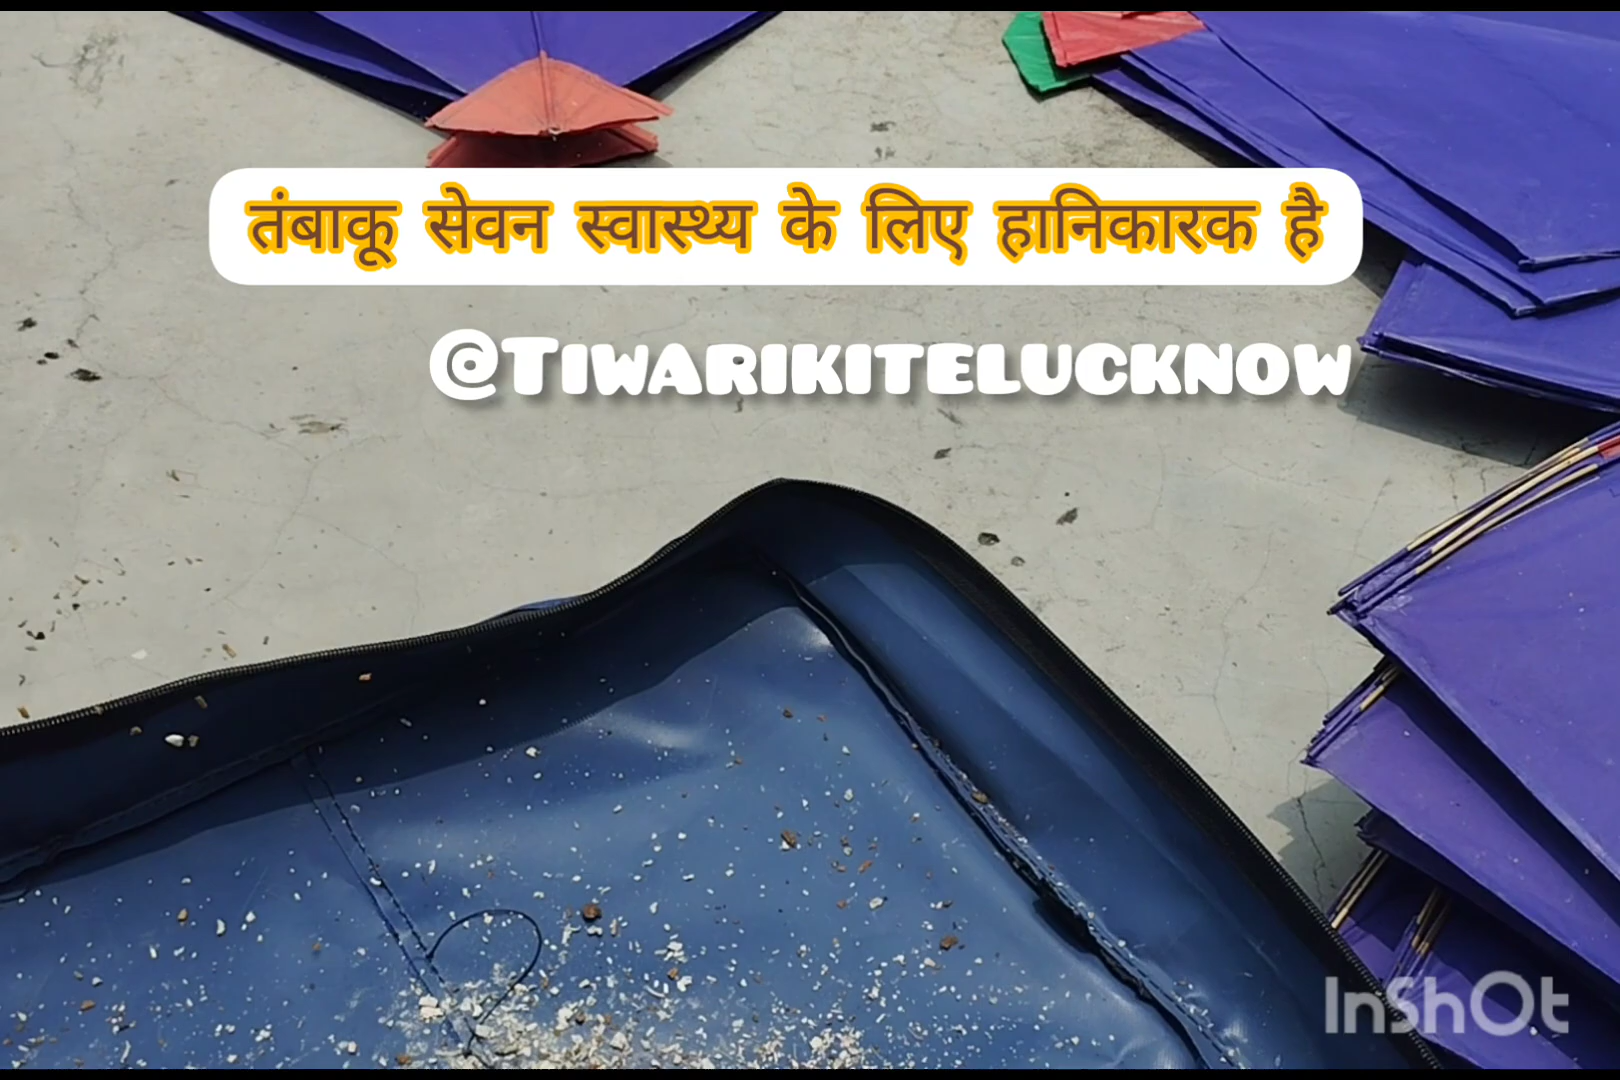 तंबाकू सेवन स्वास्थ्य के लिए हानिकारक है
@TIWARIKITELUCKNOW
InShOt